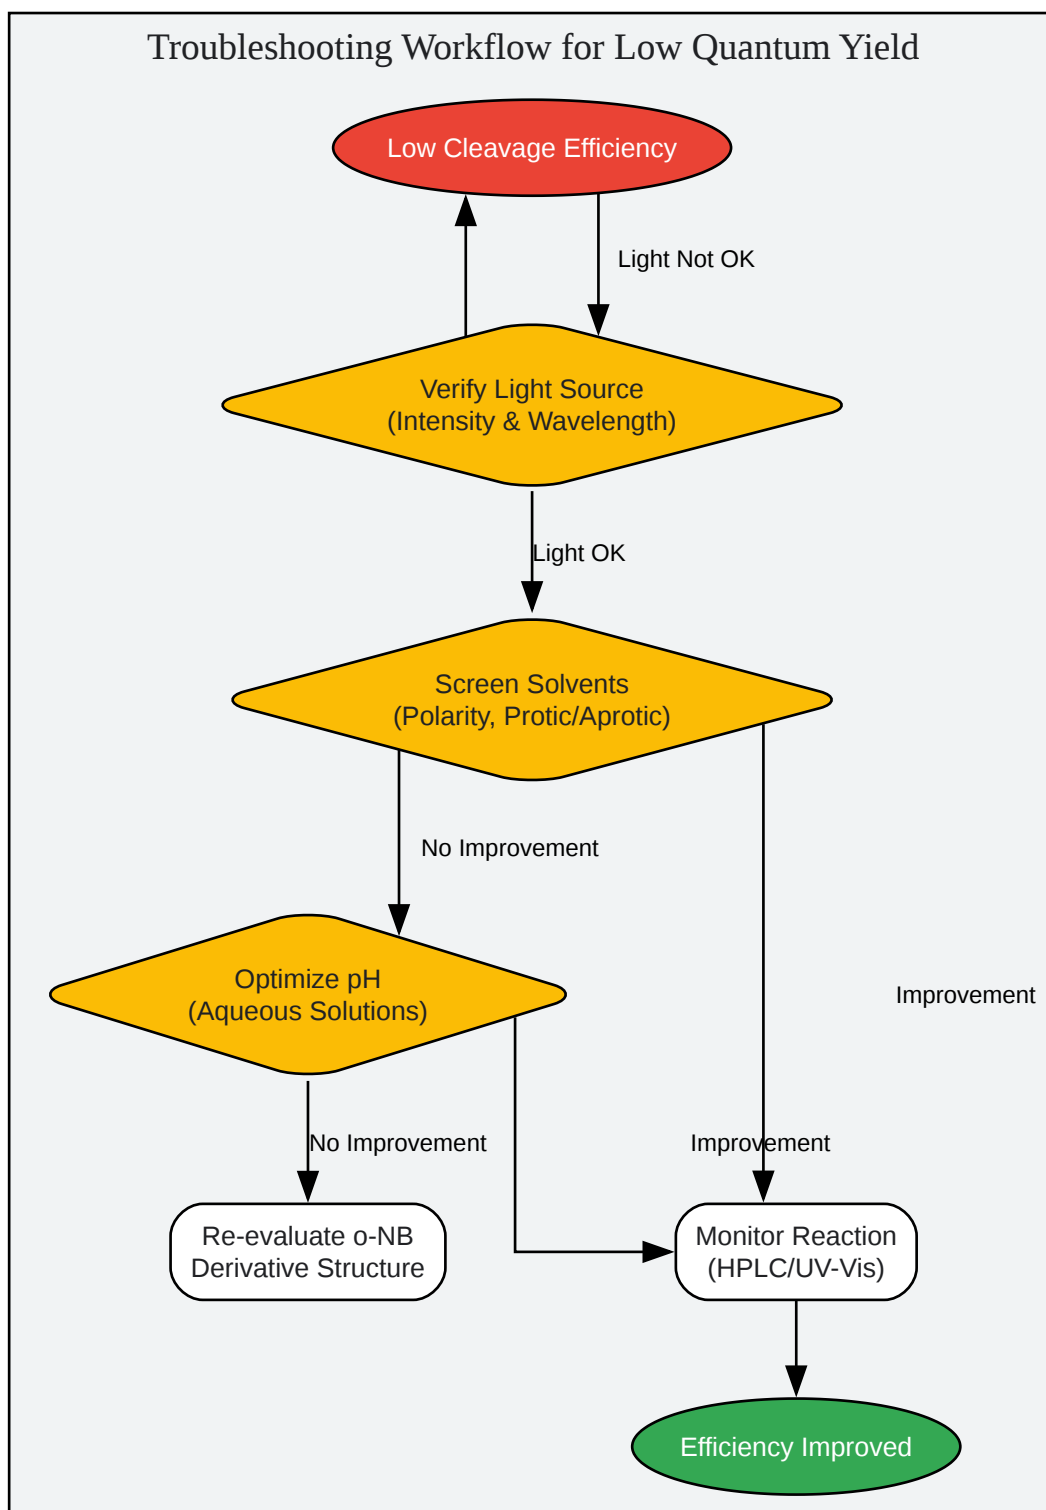 Troubleshooting Workflow for Low Quantum Yield
Low Cleavage Efficiency
Light Not OK
Verify Light Source
(Intensity & Wavelength)
Light OK
Screen Solvents
(Polarity, Protic/Aprotic)
No Improvement
Optimize pH
(Aqueous Solutions)
Improvement
No Improvement
Improvement
Re-evaluate o-NB
Derivative Structure
Monitor Reaction
(HPLC/UV-Vis)
Efficiency Improved